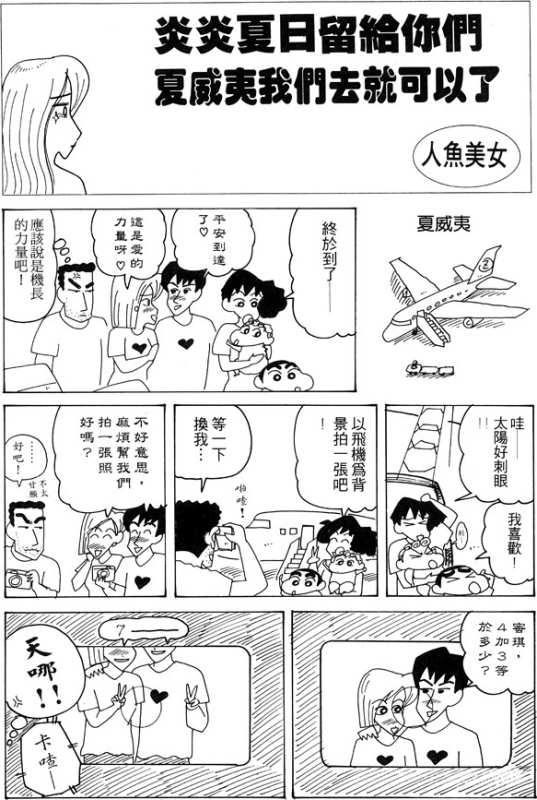 炎炎夏日留給你們
夏威夷我們去就可以了
人魚美女
夏威夷
終於到了——
平安到達
了♡
這是愛的
力量呀♡
應該說是機長
的力量吧！
哇——
太陽好刺眼
!!
我喜歡！
以飛機為背
景拍一張吧
！
啪喳！
等一下
換我…
不好意思，
麻煩幫我們
拍一張照
好嗎？
……
好吧！
不太
甘願
審琪，
4加3等
於多少？
7——
天哪!!
卡喳——